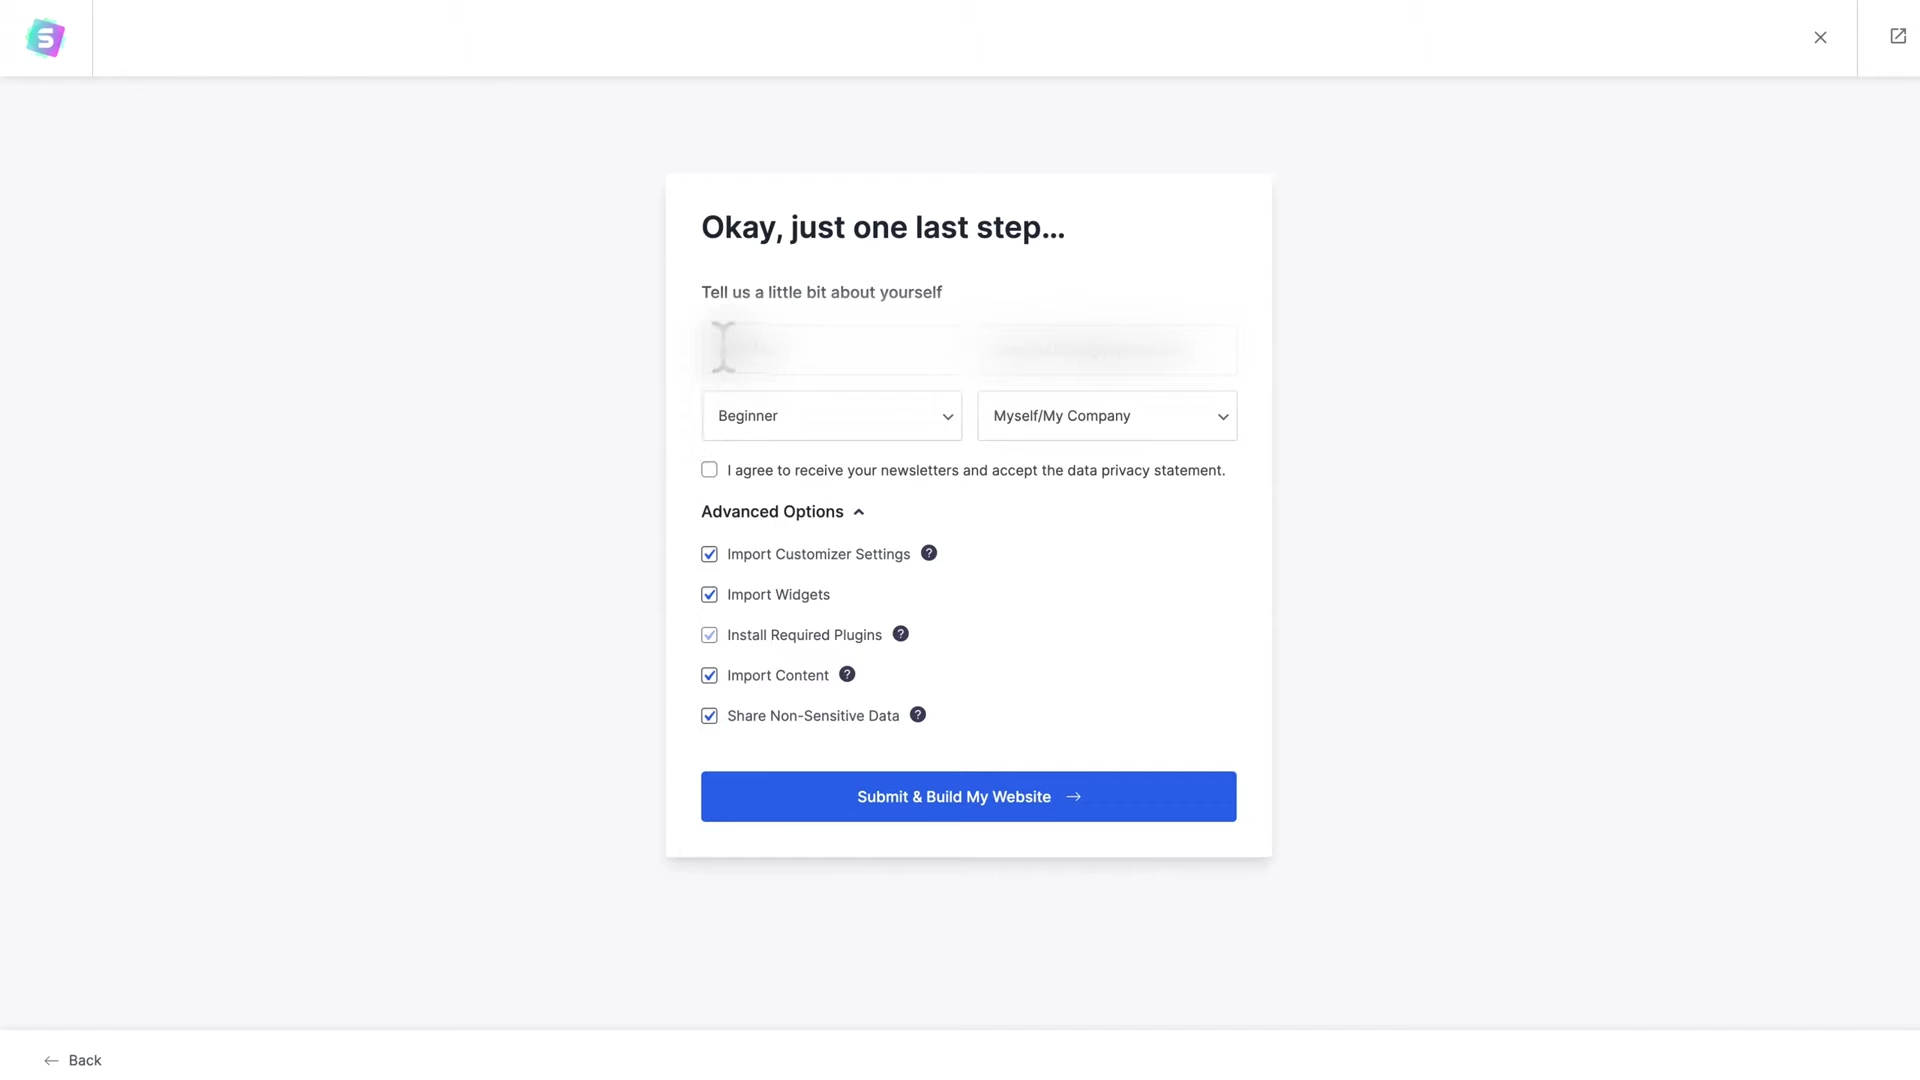 Okay, just one last step...
Tell us a little bit about yourself
Beginner
Myself/My Company
I agree to receive your newsletters and accept the data privacy statement.
Advanced Options
Import Customizer Settings ?
Import Widgets
Install Required Plugins ?
Import Content ?
Share Non-Sensitive Data ?
Submit & Build My Website →
← Back